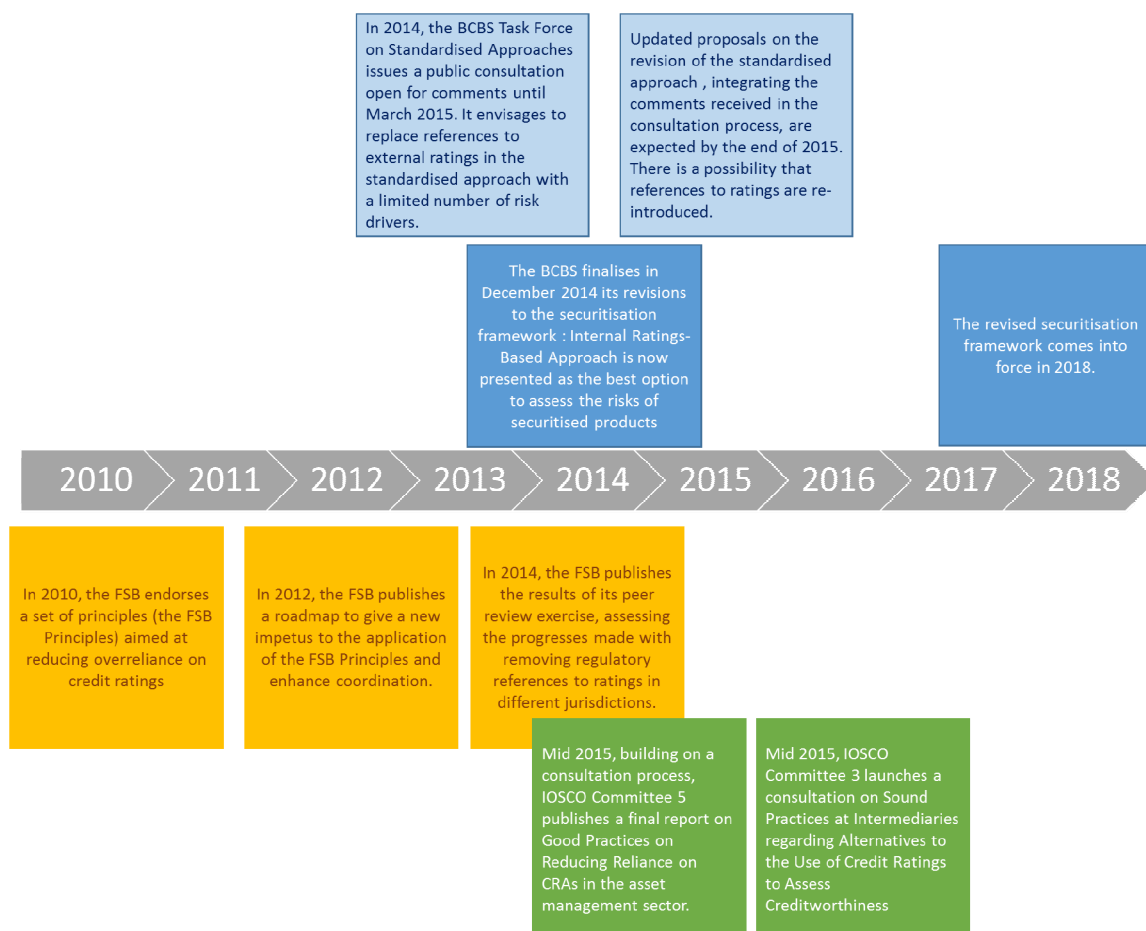 In 2014, the BCBS Task Force
on Standardised Approaches
issues a public consultation
open for comments until
March 2015. It envisages to
replace references to
external ratings in the
standardised approach with
a limited number of risk
drivers.
Updated proposals on the
revision of the standardised
approach , integrating the
comments received in the
consultation process, are
expected by the end of 2015.
There is a possibility that
references to ratings are re-
introduced.
The BCBS finalises in
December 2014 its revisions
to the securitisation
framework : Internal Ratings-
Based Approach is now
presented as the best option
to assess the risks of
securitised products
The revised securitisation
framework comes into
force in 2018.
2010 2011 2012 2013 2014 2015 2016 2017 2018
In 2010, the FSB endorses
a set of principles (the FSB
Principles) aimed at
reducing overreliance on
credit ratings
In 2012, the FSB publishes
a roadmap to give a new
impetus to the application
of the FSB Principles and
enhance coordination.
In 2014, the FSB publishes
the results of its peer
review exercise, assessing
the progresses made with
removing regulatory
references to ratings in
different jurisdictions.
Mid 2015, building on a
consultation process,
IOSCO Committee 5
publishes a final report on
Good Practices on
Reducing Reliance on
CRAs in the asset
management sector.
Mid 2015, IOSCO
Committee 3 launches a
consultation on Sound
Practices at Intermediaries
regarding Alternatives to
the Use of Credit Ratings
to Assess
Creditworthiness